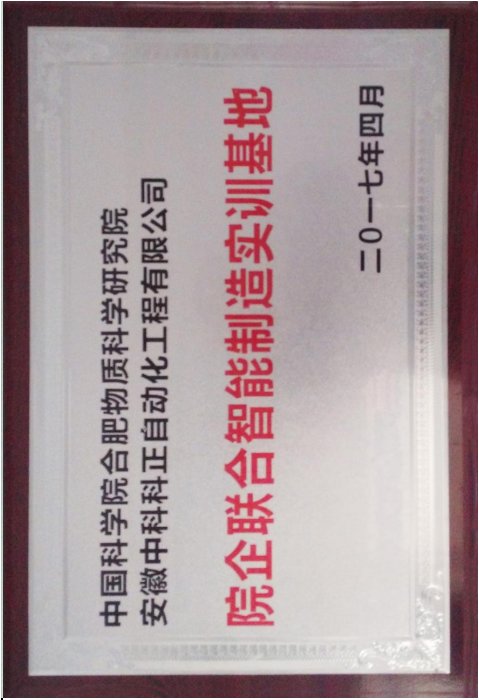 中国科学院合肥物质科学研究院
安徽中科科正自动化工程有限公司
院企联合智能制造实训基地
二〇一七年四月